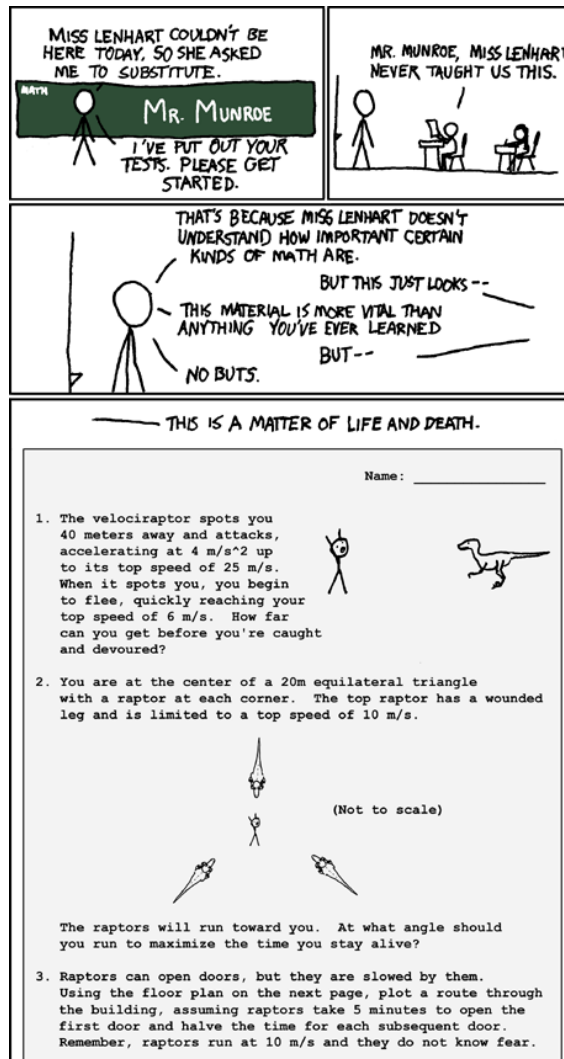 MISS LENHART COULDN'T BE
HERE TODAY, SO SHE ASKED
ME TO SUBSTITUTE.
MATH
MR. MUNROE
I'VE PUT OUT YOUR
TESTS. PLEASE GET
STARTED.
MR. MUNROE, MISS LENHART
NEVER TAUGHT US THIS.
THAT'S BECAUSE MISS LENHART DOESN'T
UNDERSTAND HOW IMPORTANT CERTAIN
KINDS OF MATH ARE.
BUT THIS JUST LOOKS--
THIS MATERIAL IS MORE VITAL THAN
ANYTHING YOU'VE EVER LEARNED
BUT--
NO BUTS.
THIS IS A MATTER OF LIFE AND DEATH.
Name:
1. The velociraptor spots you
40 meters away and attacks,
accelerating at 4 m/s^2 up
to its top speed of 25 m/s.
When it spots you, you begin
to flee, quickly reaching your
top speed of 6 m/s. How far
can you get before you're caught
and devoured?
2. You are at the center of a 20m equilateral triangle
with a raptor at each corner. The top raptor has a wounded
leg and is limited to a top speed of 10 m/s.
(Not to scale)
The raptors will run toward you. At what angle should
you run to maximize the time you stay alive?
3. Raptors can open doors, but they are slowed by them.
Using the floor plan on the next page, plot a route through
the building, assuming raptors take 5 minutes to open the
first door and halve the time for each subsequent door.
Remember, raptors run at 10 m/s and they do not know fear.